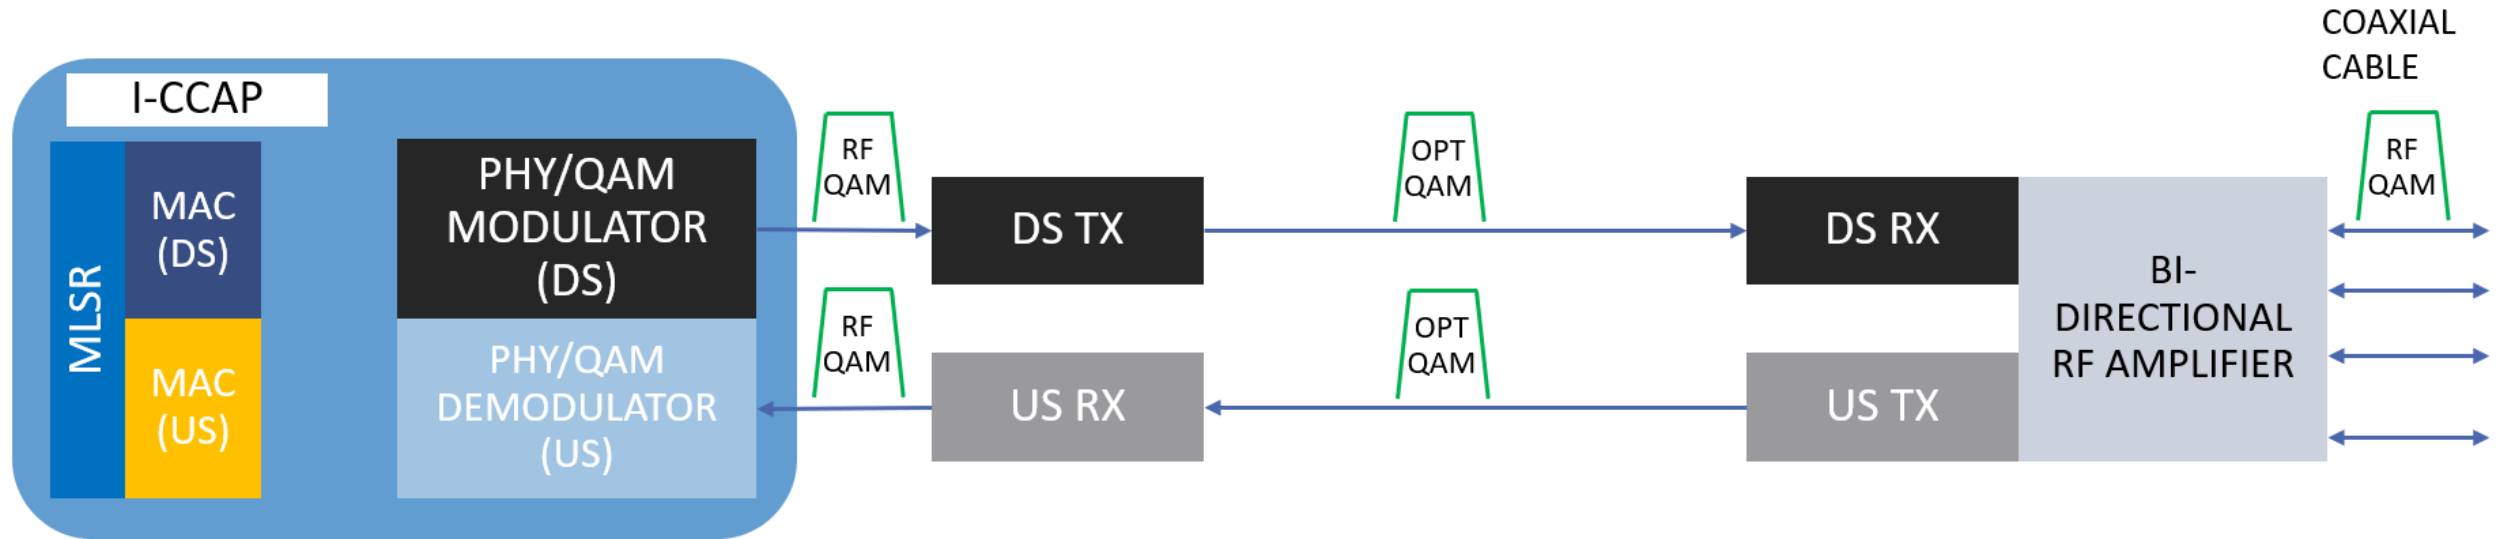 COAXIAL
CABLE
I-CCAP
MLSR
MAC
(DS)
MAC
(US)
PHY/QAM
MODULATOR
(DS)
PHY/QAM
DEMODULATOR
(US)
RF
QAM
RF
QAM
DS TX
US RX
OPT
QAM
OPT
QAM
DS RX
US TX
BI-
DIRECTIONAL
RF AMPLIFIER
RF
QAM